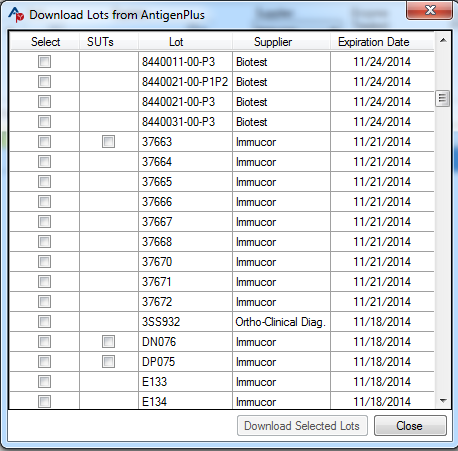 Download Lots from AntigenPlus
Select SUTs Lot Supplier Expiration Date
8440011-00-P3 Biotest 11/24/2014
8440021-00-P1P2 Biotest 11/24/2014
8440021-00-P3 Biotest 11/24/2014
8440031-00-P3 Biotest 11/24/2014
37663 Immucor 11/21/2014
37664 Immucor 11/21/2014
37665 Immucor 11/21/2014
37666 Immucor 11/21/2014
37667 Immucor 11/21/2014
37668 Immucor 11/21/2014
37670 Immucor 11/21/2014
37671 Immucor 11/21/2014
37672 Immucor 11/21/2014
3SS932 Ortho-Clinical Diag. 11/18/2014
DN076 Immucor 11/18/2014
DP075 Immucor 11/18/2014
E133 Immucor 11/18/2014
E134 Immucor 11/18/2014
Download Selected Lots Close